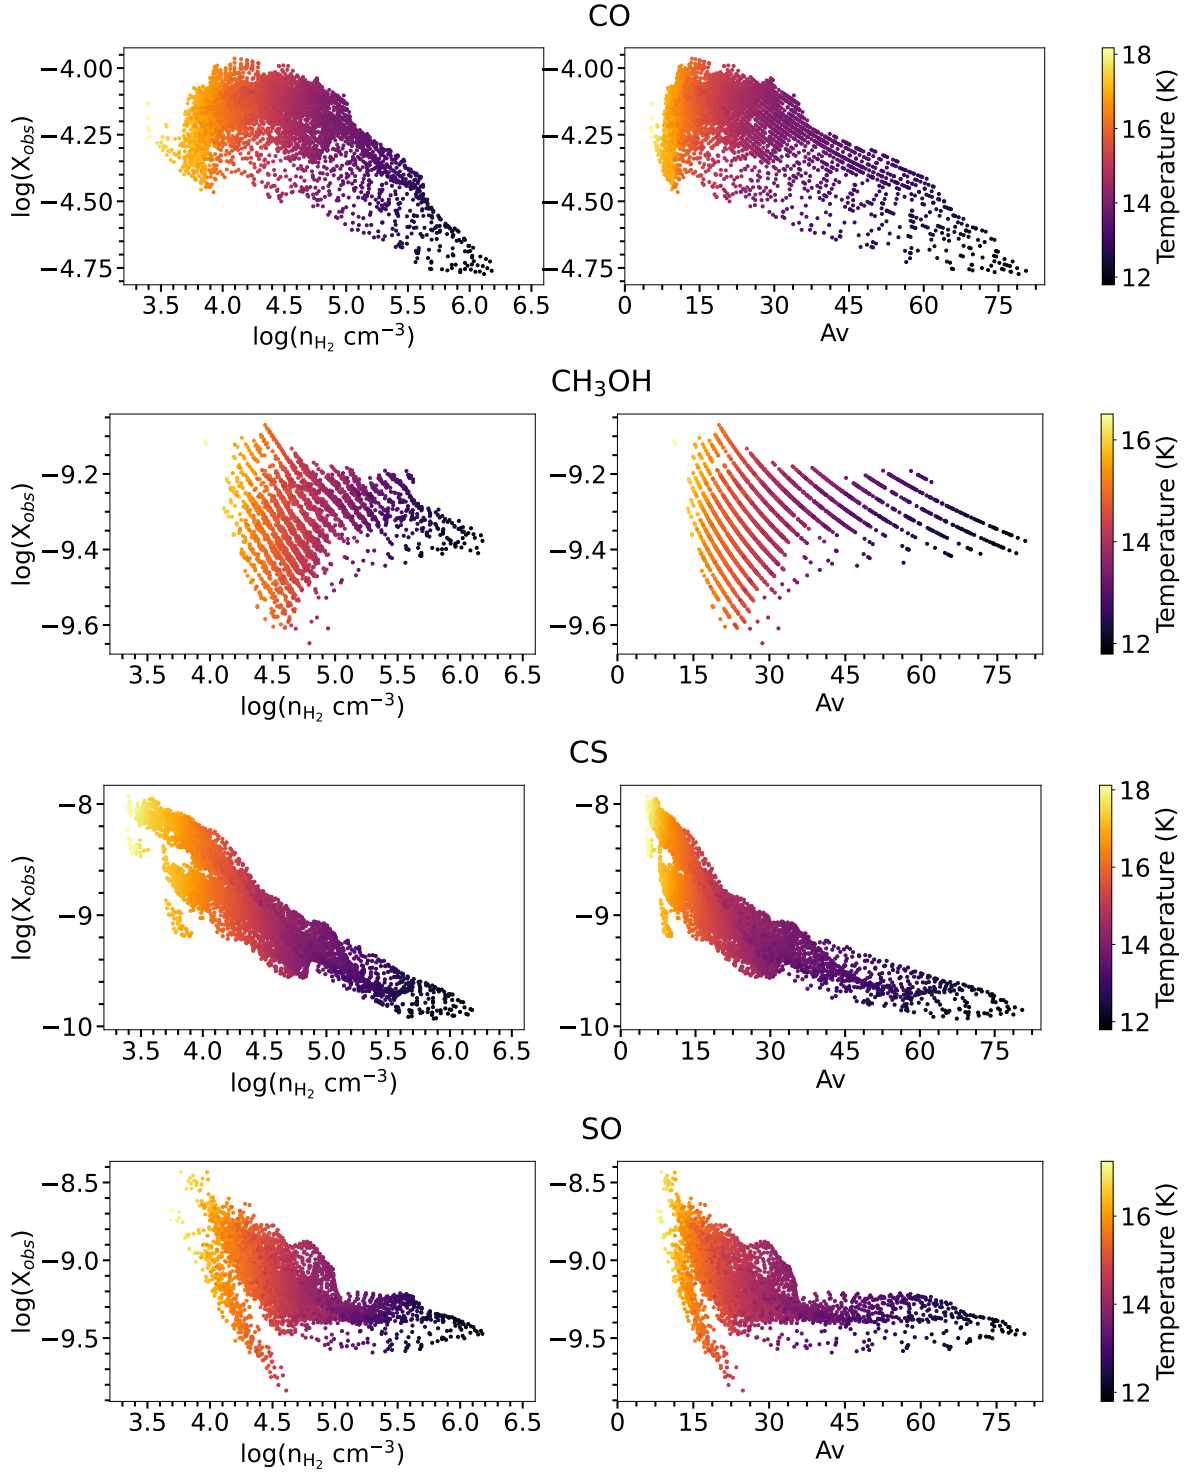 CO
−4.00
−4.25
−4.50
−4.75
log(X_obs)
3.5 4.0 4.5 5.0 5.5 6.0 6.5
log(n_H₂ cm⁻³)
−4.00
−4.25
−4.50
−4.75
0 15 30 45 60 75
Av
18
16
14
12
Temperature (K)
CH₃OH
−9.2
−9.4
−9.6
log(X_obs)
3.5 4.0 4.5 5.0 5.5 6.0 6.5
log(n_H₂ cm⁻³)
−9.2
−9.4
−9.6
0 15 30 45 60 75
Av
16
14
12
Temperature (K)
CS
−8
−9
−10
log(X_obs)
3.5 4.0 4.5 5.0 5.5 6.0 6.5
log(n_H₂ cm⁻³)
−8
−9
−10
0 15 30 45 60 75
Av
18
16
14
12
Temperature (K)
SO
−8.5
−9.0
−9.5
log(X_obs)
3.5 4.0 4.5 5.0 5.5 6.0 6.5
log(n_H₂ cm⁻³)
−8.5
−9.0
−9.5
0 15 30 45 60 75
Av
16
14
12
Temperature (K)